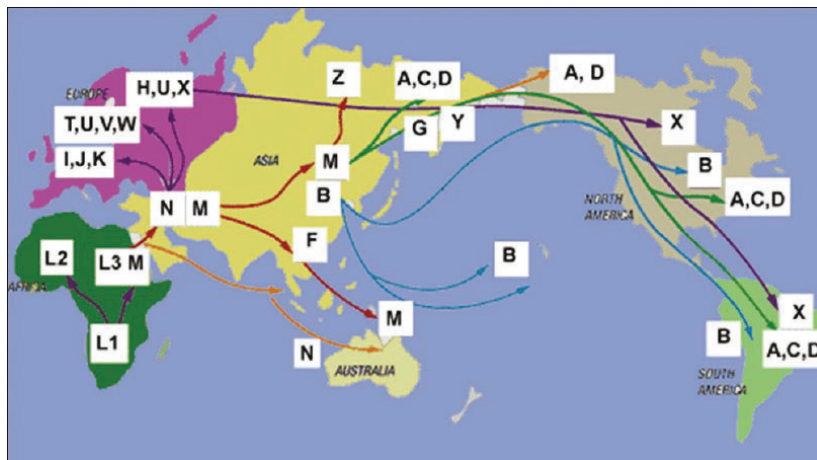 Z
A,C,D
A, D
EUROPE
H,U,X
T,U,V,W
G
Y
X
I,J,K
ASIA
M
B
B
N
M
NORTH
AMERICA
A,C,D
L2
L3 M
F
B
AFRICA
M
X
L1
N
B
A,C,D
AUSTRALIA
SOUTH
AMERICA